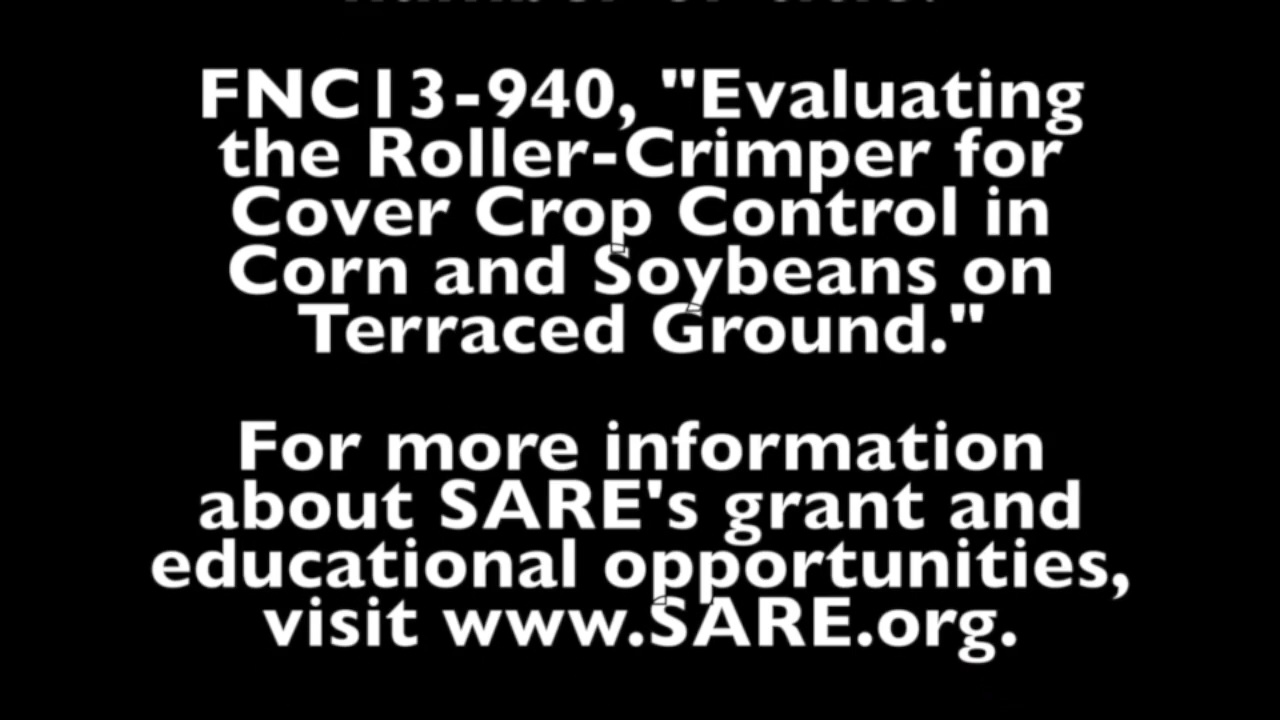 FNC13-940, "Evaluating
the Roller-Crimper for
Cover Crop Control in
Corn and Soybeans on
Terraced Ground."
For more information
about SARE's grant and
educational opportunities,
visit www.SARE.org.